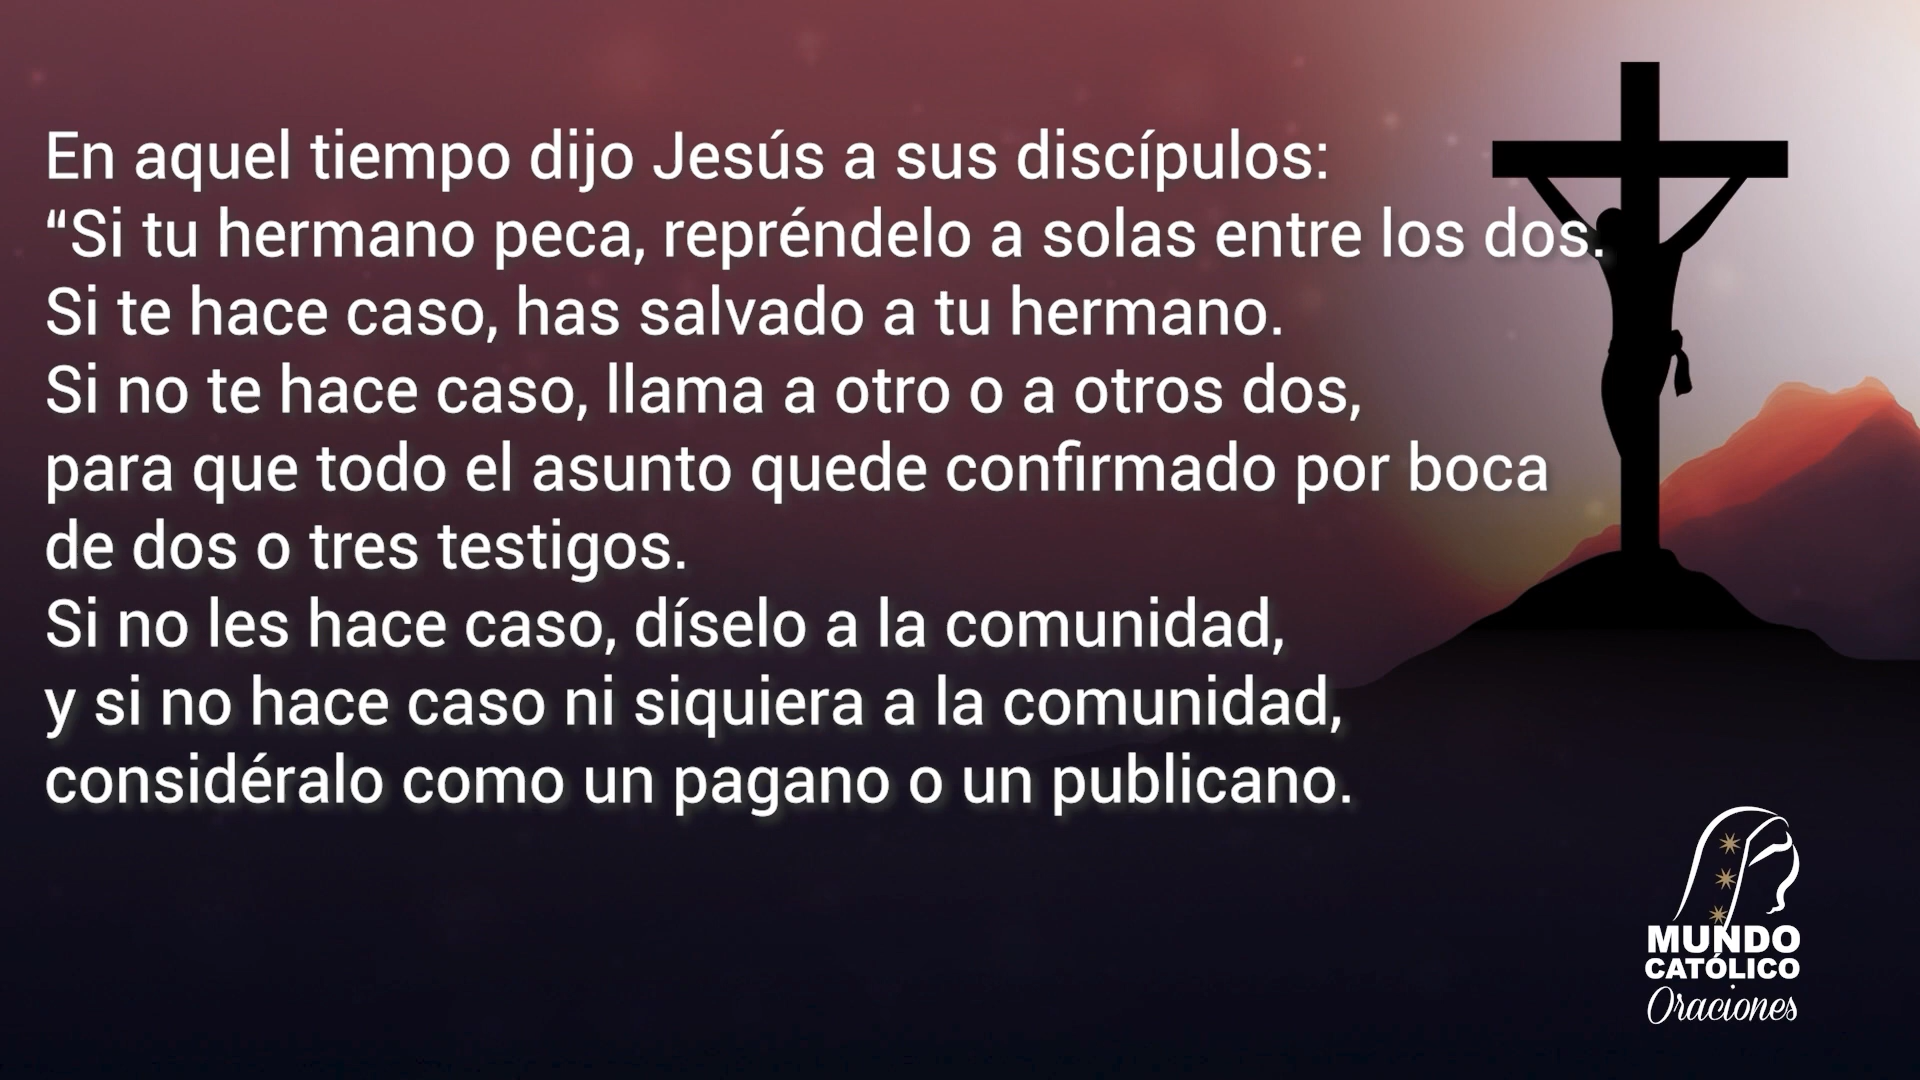 En aquel tiempo dijo Jesús a sus discípulos:
“Si tu hermano peca, repréndelo a solas entre los dos.
Si te hace caso, has salvado a tu hermano.
Si no te hace caso, llama a otro o a otros dos,
para que todo el asunto quede confirmado por boca
de dos o tres testigos.
Si no les hace caso, díselo a la comunidad,
y si no hace caso ni siquiera a la comunidad,
considéralo como un pagano o un publicano.
MUNDO
CATÓLICO
Oraciones